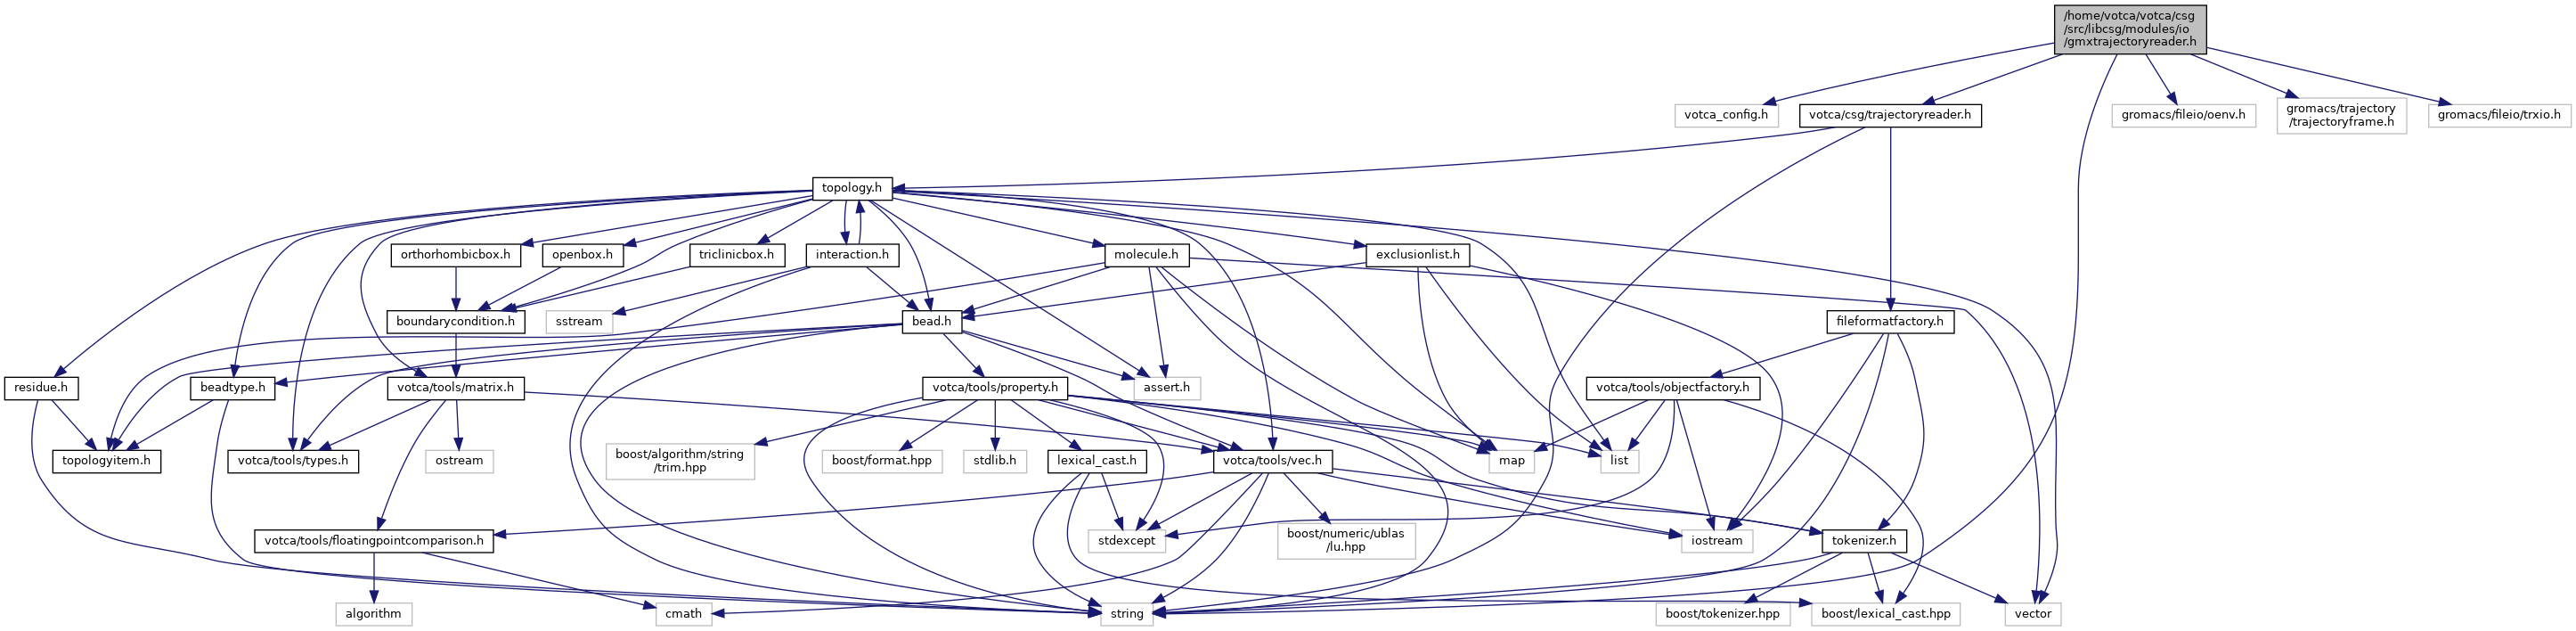 /home/votca/votca/csg
/src/libcsg/modules/io
/gmxtrajectoryreader.h
votca_config.h
votca/csg/trajectoryreader.h
gromacs/fileio/oenv.h
gromacs/trajectory
/trajectoryframe.h
gromacs/fileio/trxio.h
topology.h
orthorhombicbox.h
openbox.h
triclinicbox.h
interaction.h
molecule.h
exclusionlist.h
boundarycondition.h
sstream
bead.h
fileformatfactory.h
residue.h
beadtype.h
votca/tools/matrix.h
votca/tools/property.h
assert.h
votca/tools/objectfactory.h
topologyitem.h
votca/tools/types.h
ostream
boost/algorithm/string
/trim.hpp
boost/format.hpp
stdlib.h
lexical_cast.h
votca/tools/vec.h
map
list
votca/tools/floatingpointcomparison.h
stdexcept
boost/numeric/ublas
/lu.hpp
iostream
tokenizer.h
algorithm
cmath
string
boost/tokenizer.hpp
boost/lexical_cast.hpp
vector